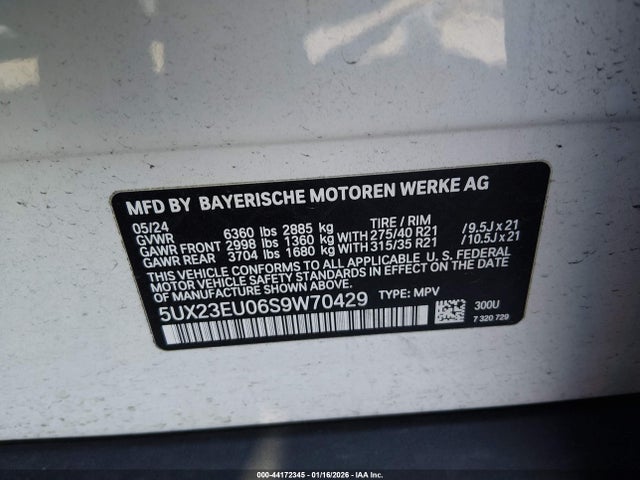 MFD BY BAYERISCHE MOTOREN WERKE AG
05/24
GVWR 6360 lbs 2885 kg TIRE / RIM
GAWR FRONT 2998 lbs 1360 kg WITH 275/40 R21 / 9.5J x 21
GAWR REAR 3704 lbs 1680 kg WITH 315/35 R21 / 10.5J x 21
THIS VEHICLE CONFORMS TO ALL APPLICABLE U. S. FEDERAL
MOTOR VEHICLE SAFETY STANDARDS IN EFFECT ON THE DATE OF
MANUFACTURE SHOWN ABOVE.
5UX23EU06S9W70429 TYPE: MPV
300U
7 320 729
000-44172345 - 01/16/2026 - IAA Inc.